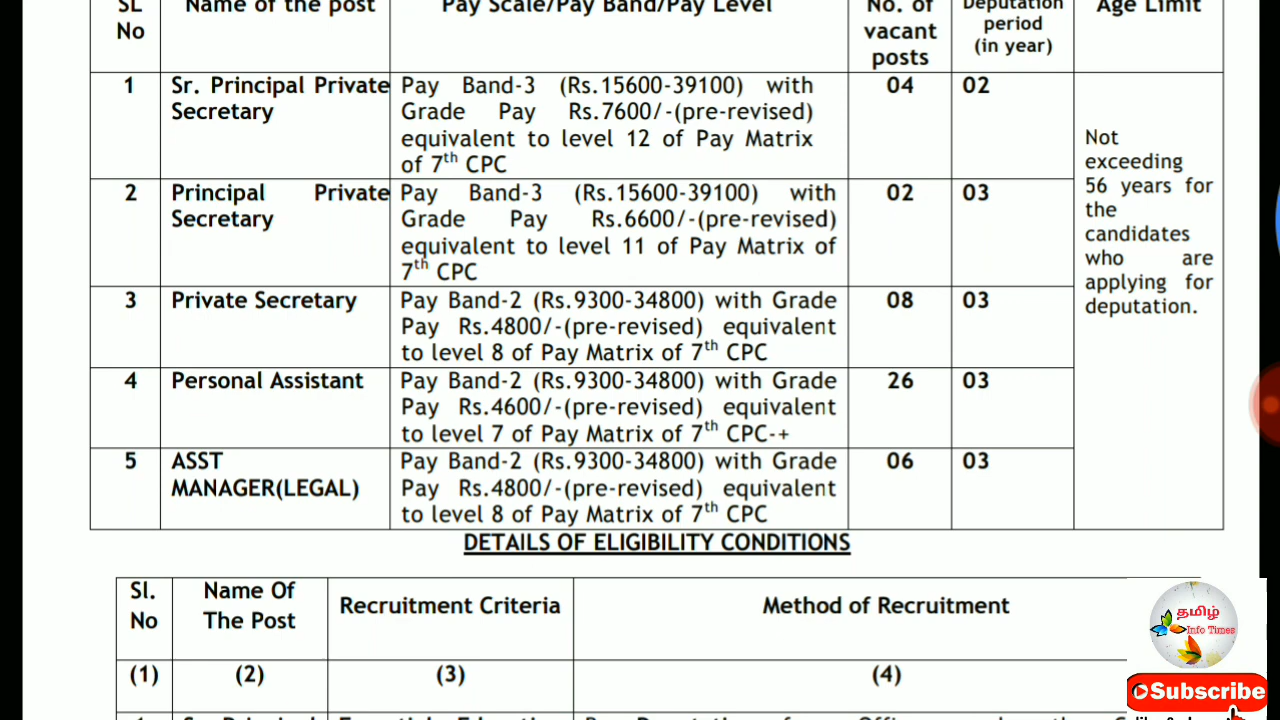 SL
No
Name of the post
Pay Scale/Pay Band/Pay Level
No. of
vacant
posts
Deputation
period
(in year)
Age Limit
1
Sr. Principal Private
Secretary
Pay Band-3 (Rs.15600-39100) with
Grade Pay Rs.7600/-(pre-revised)
equivalent to level 12 of Pay Matrix
of 7th CPC
04
02
Not
exceeding
56 years for
the
candidates
who are
applying for
deputation.
2
Principal Private
Secretary
Pay Band-3 (Rs.15600-39100) with
Grade Pay Rs.6600/-(pre-revised)
equivalent to level 11 of Pay Matrix of
7th CPC
02
03
3
Private Secretary
Pay Band-2 (Rs.9300-34800) with Grade
Pay Rs.4800/-(pre-revised) equivalent
to level 8 of Pay Matrix of 7th CPC
08
03
4
Personal Assistant
Pay Band-2 (Rs.9300-34800) with Grade
Pay Rs.4600/-(pre-revised) equivalent
to level 7 of Pay Matrix of 7th CPC-+
26
03
5
ASST
MANAGER(LEGAL)
Pay Band-2 (Rs.9300-34800) with Grade
Pay Rs.4800/-(pre-revised) equivalent
to level 8 of Pay Matrix of 7th CPC
06
03
DETAILS OF ELIGIBILITY CONDITIONS
Sl.
No
Name Of
The Post
Recruitment Criteria
Method of Recruitment
(1)
(2)
(3)
(4)
தமிழ்
Info Times
Subscribe